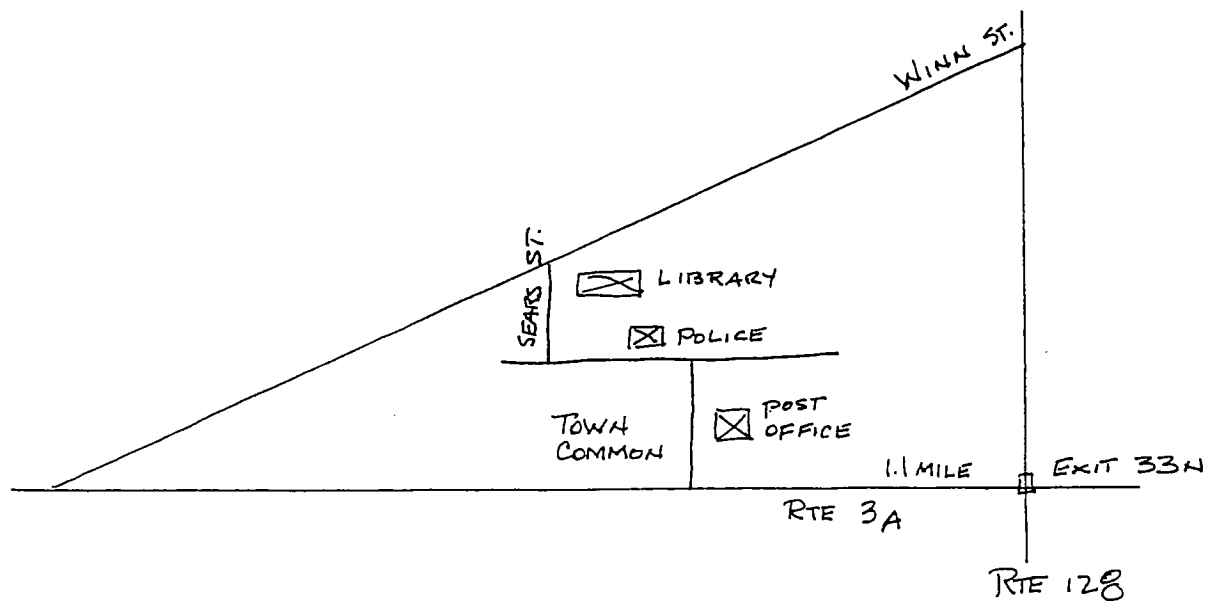 WINN ST.
SEARS ST.
LIBRARY
POLICE
TOWN
COMMON
POST
OFFICE
1.1 MILE
EXIT 33N
RTE 3A
RTE 128